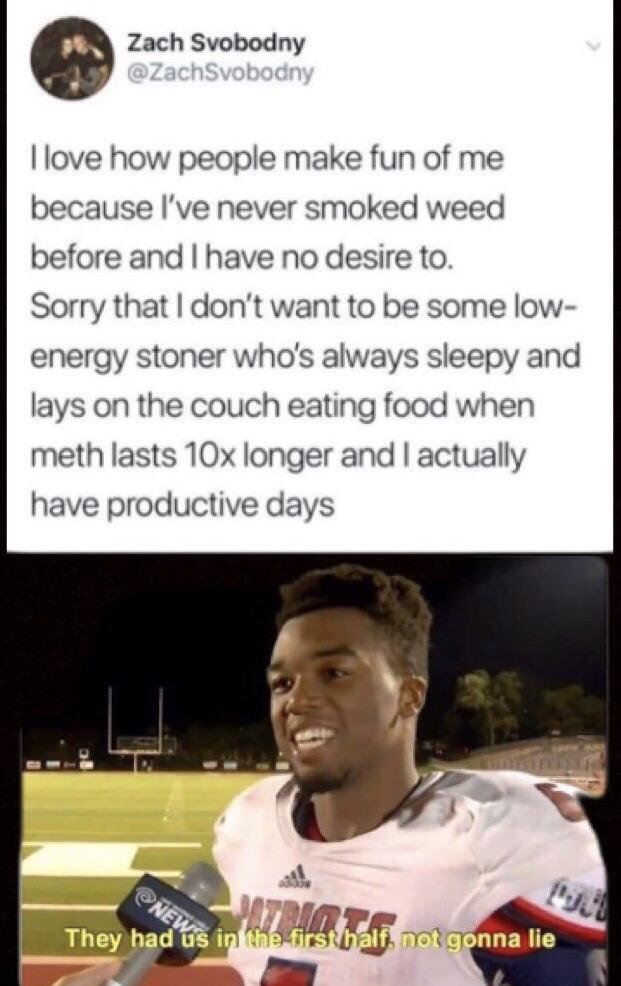 Zach Svobodny
@ZachSvobodny
I love how people make fun of me
because I've never smoked weed
before and I have no desire to.
Sorry that I don't want to be some low-
energy stoner who's always sleepy and
lays on the couch eating food when
meth lasts 10x longer and I actually
have productive days
adidas
PATRIOTS
NEWS
They had us in the first half, not gonna lie